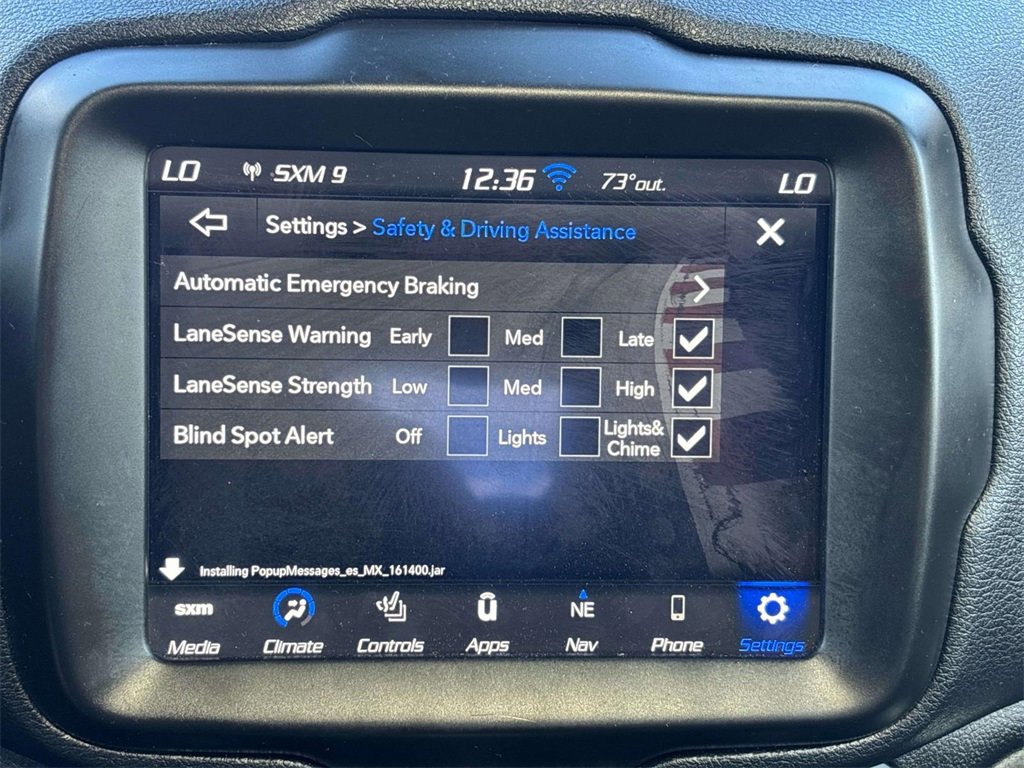 LO SXM 9 12:36 73°out. LO
Settings > Safety & Driving Assistance
Automatic Emergency Braking
LaneSense Warning Early Med Late
LaneSense Strength Low Med High
Blind Spot Alert Off Lights Lights&
Chime
Installing PopupMessages_es_MX_161400.jar
sxm NE
Media Climate Controls Apps Nav Phone Settings